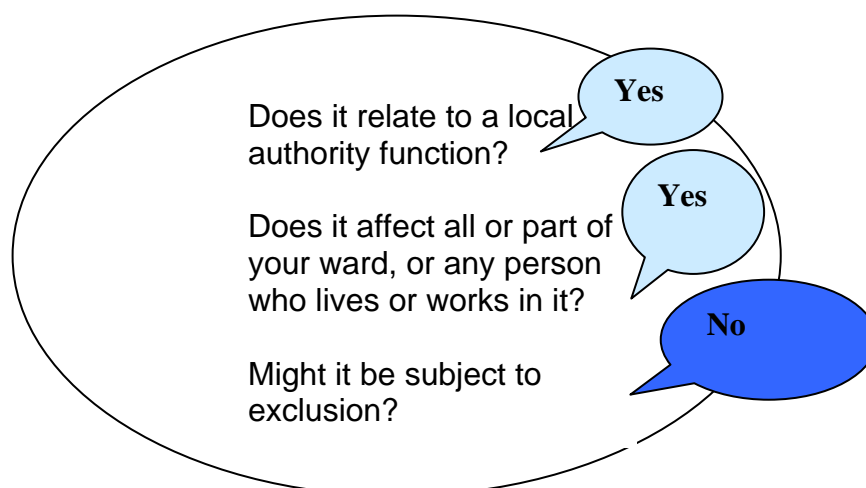 Yes
Does it relate to a local
authority function?
Yes
Does it affect all or part of
your ward, or any person
who lives or works in it?
No
Might it be subject to
exclusion?